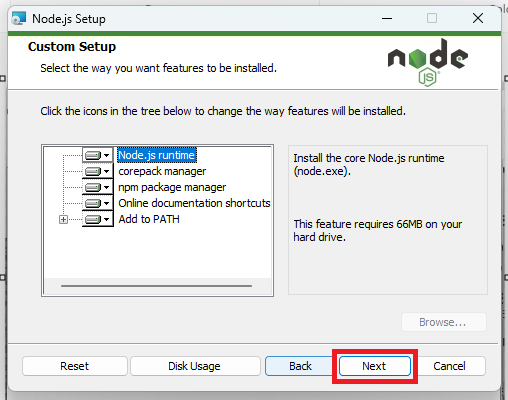 Node.js Setup
Custom Setup
Select the way you want features to be installed.
node
JS
Click the icons in the tree below to change the way features will be installed.
Node.js runtime
corepack manager
npm package manager
Online documentation shortcuts
Add to PATH
Install the core Node.js runtime
(node.exe).
This feature requires 66MB on your
hard drive.
Browse...
Reset
Disk Usage
Back
Next
Cancel